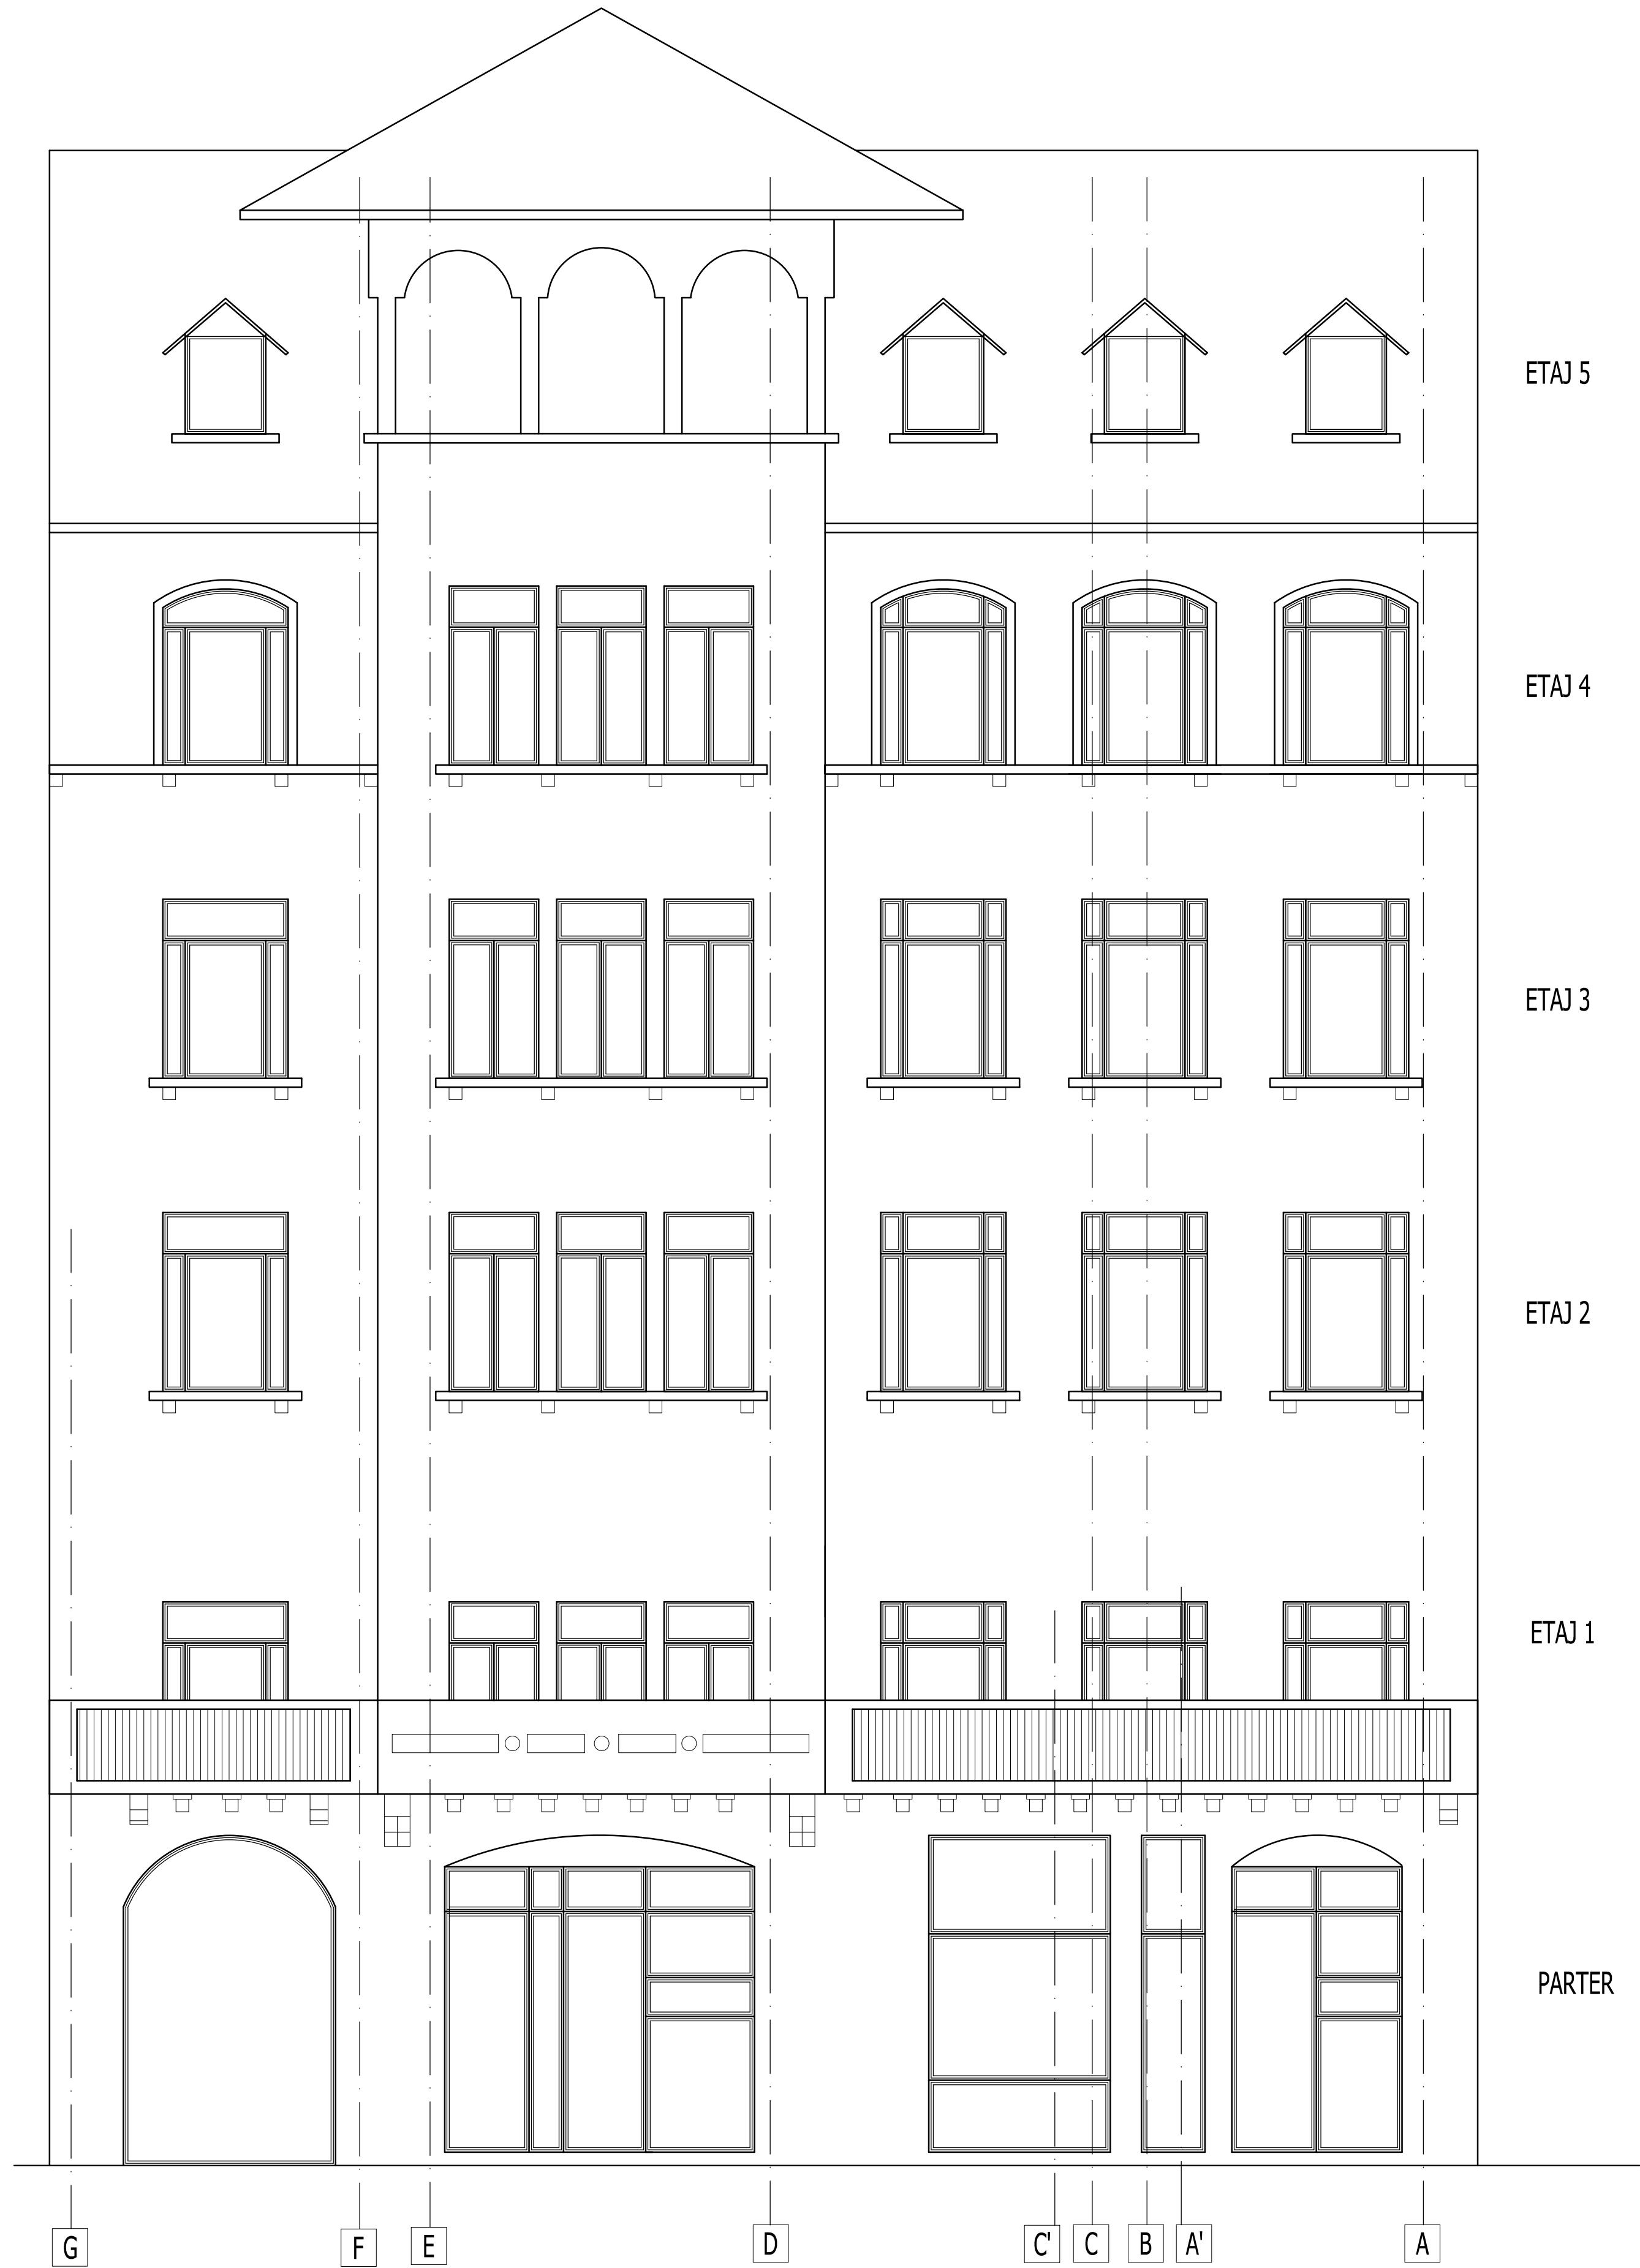 ETAJ 5
ETAJ 4
ETAJ 3
ETAJ 2
ETAJ 1
PARTER
G F E D C' C B A' A